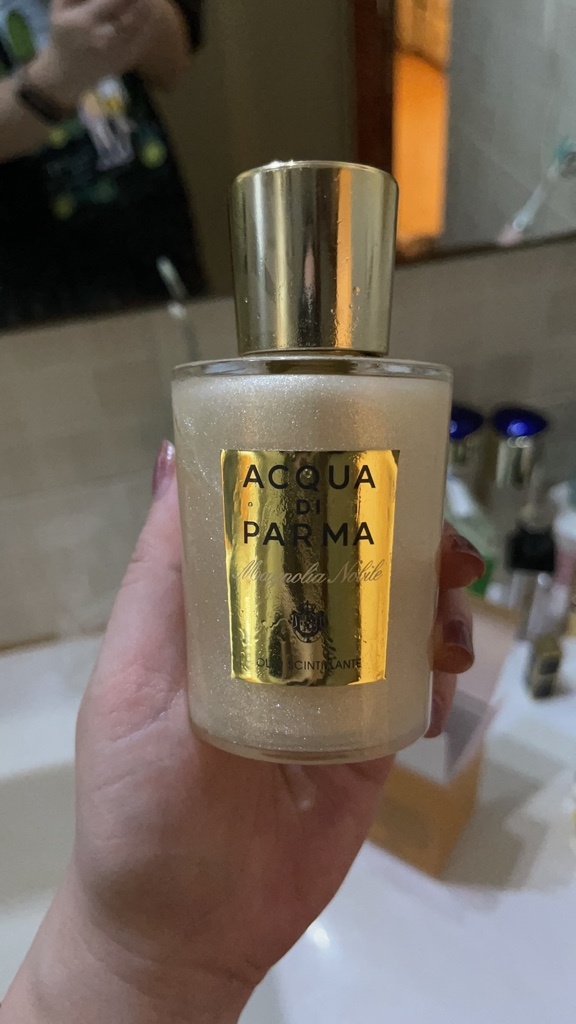 ACQUA
DI
PARMA
Magnolia Nobile
OLIO SCINTILLANTE